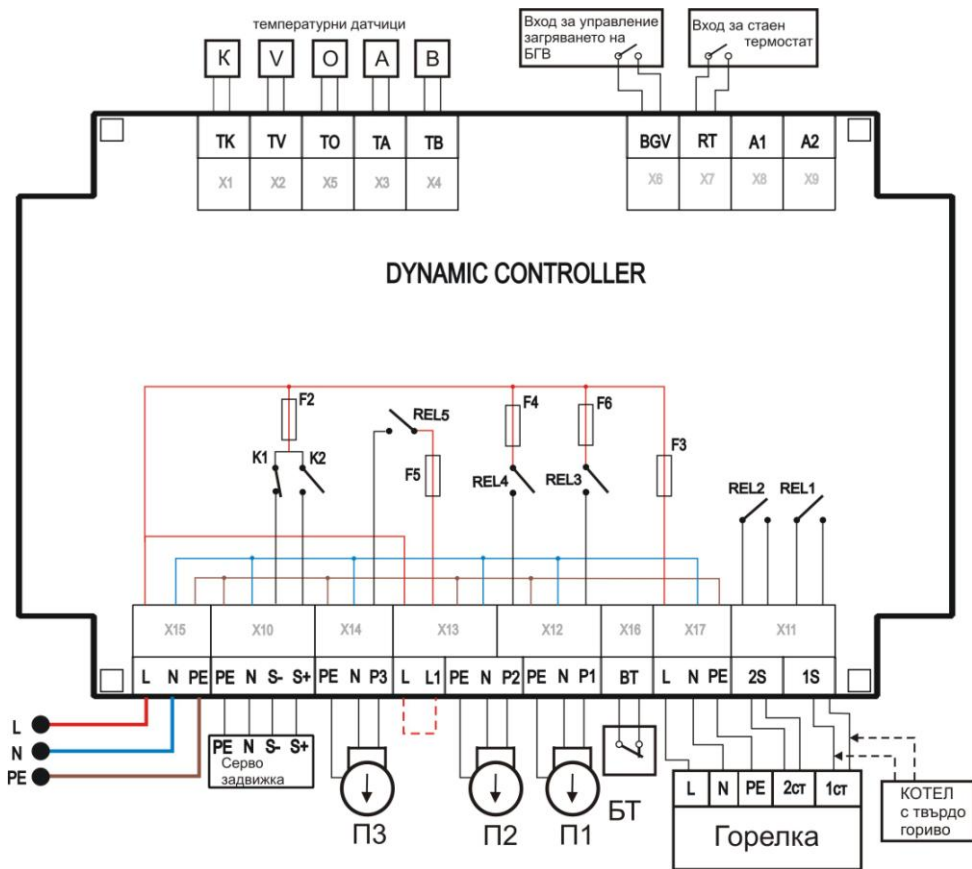 температурни датчици
K V O A B
Вход за управление
загряването на
БГВ
Вход за стаен
термостат
TK TV TO TA TB
X1 X2 X5 X3 X4
BGV RT A1 A2
X6 X7 X8 X9
DYNAMIC CONTROLLER
F2
F4
F6
REL5
F3
K1 K2
F5
REL4
REL3
REL2 REL1
X15 X10 X14 X13 X12 X16 X17 X11
L N PE PE N S- S+ PE N P3 L L1 PE N P2 PE N P1 BT L N PE 2S 1S
L
N
PE
PE N S- S+
Серво
задвижка
П3
П2
П1
БТ
L N PE 2ст 1ст
Горелка
КОТЕЛ
с твърдо
гориво